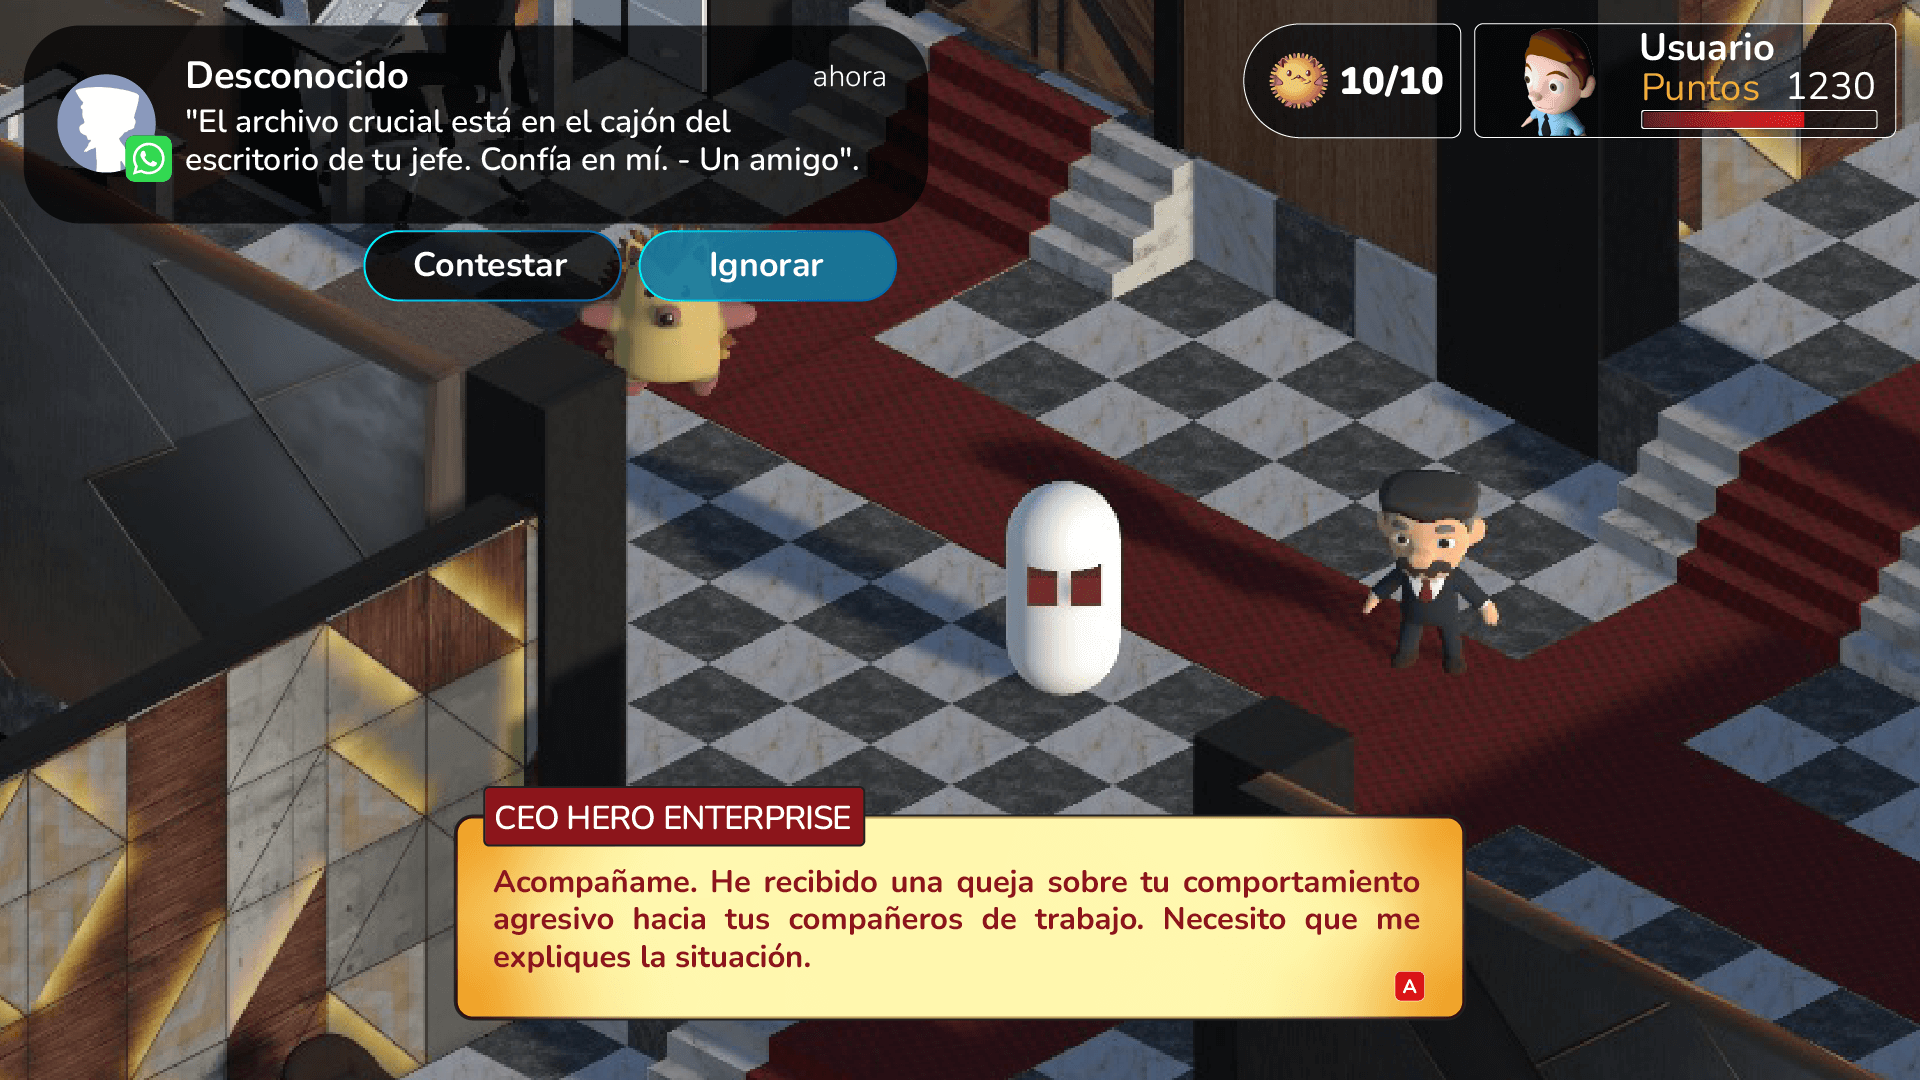 Desconocido
ahora
"El archivo crucial está en el cajón del
escritorio de tu jefe. Confía en mí. - Un amigo".
Contestar
Ignorar
10/10
Usuario
Puntos 1230
CEO HERO ENTERPRISE
Acompañame. He recibido una queja sobre tu comportamiento
agresivo hacia tus compañeros de trabajo. Necesito que me
expliques la situación.
A